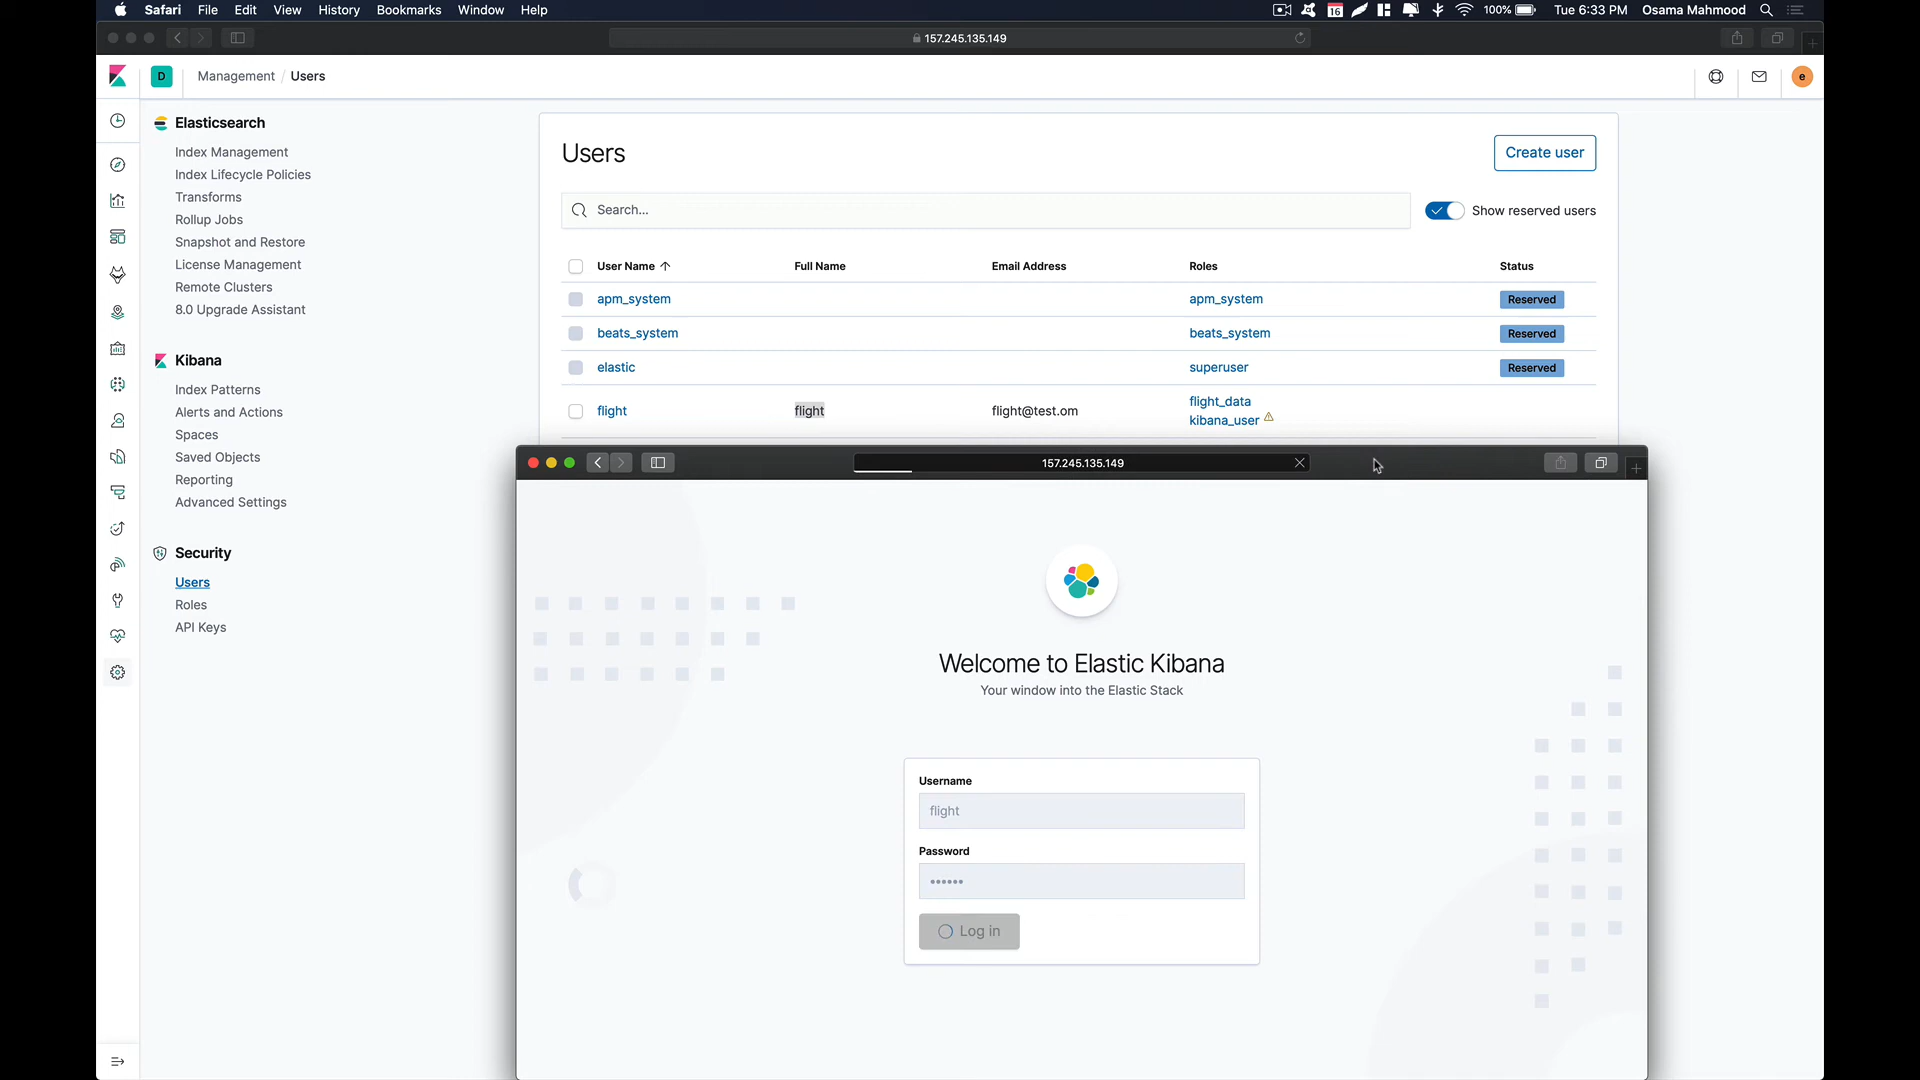 Safari File Edit View History Bookmarks Window Help
16 100% Tue 6:33 PM Osama Mahmood
157.245.135.149
D Management / Users e
Elasticsearch
Index Management
Index Lifecycle Policies
Transforms
Rollup Jobs
Snapshot and Restore
License Management
Remote Clusters
8.0 Upgrade Assistant
Kibana
Index Patterns
Alerts and Actions
Spaces
Saved Objects
Reporting
Advanced Settings
Security
Users
Roles
API Keys
Users
Create user
Search...
Show reserved users
User Name Full Name Email Address Roles Status
apm_system apm_system Reserved
beats_system beats_system Reserved
elastic superuser Reserved
flight flight flight@test.om flight_data
kibana_user
157.245.135.149
Welcome to Elastic Kibana
Your window into the Elastic Stack
Username
flight
Password
••••••
Log in